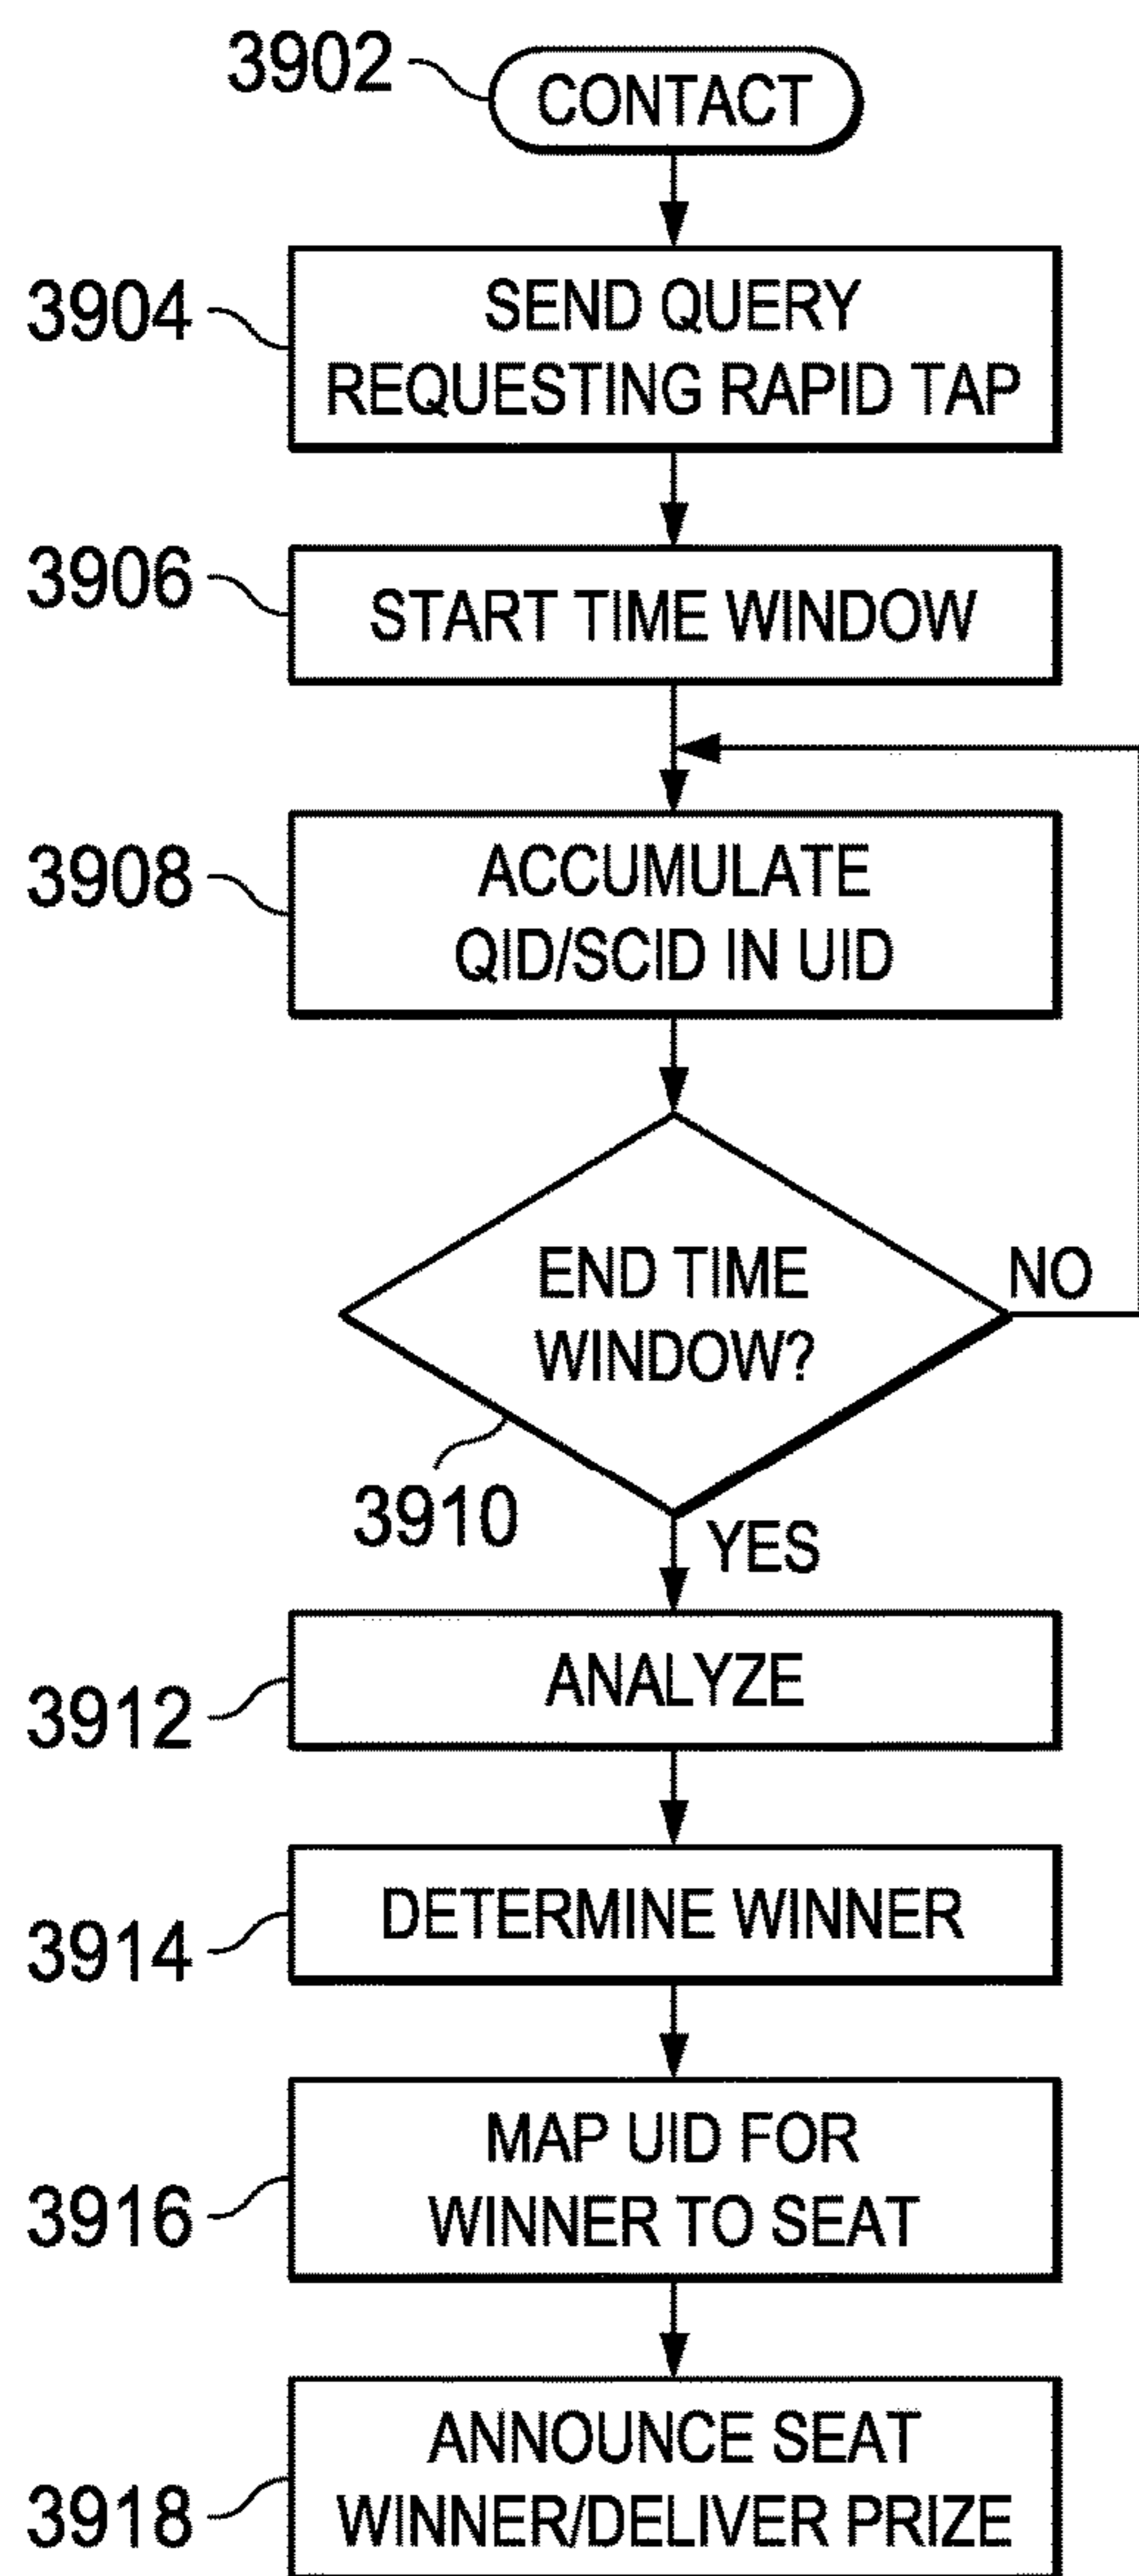 3902
CONTACT
3904
SEND QUERY
REQUESTING RAPID TAP
3906
START TIME WINDOW
3908
ACCUMULATE
QID/SCID IN UID
END TIME
WINDOW?
NO
3910
YES
3912
ANALYZE
3914
DETERMINE WINNER
3916
MAP UID FOR
WINNER TO SEAT
3918
ANNOUNCE SEAT
WINNER/DELIVER PRIZE